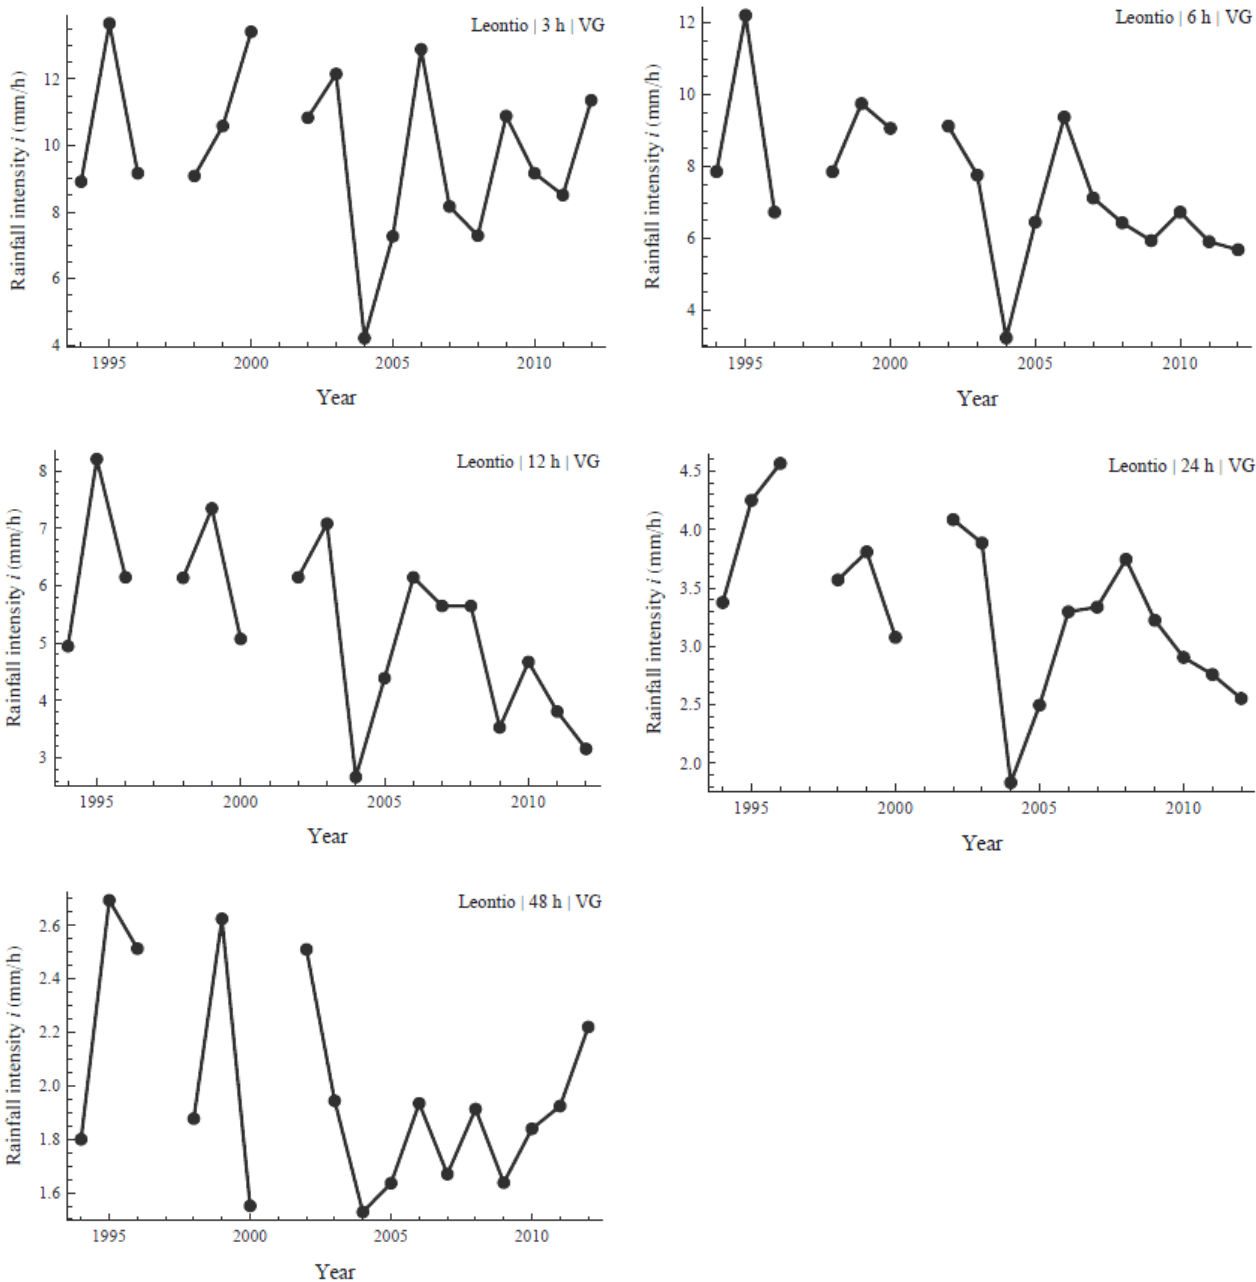 Leontio | 3 h | VG
Rainfall intensity i (mm/h)
12
10
8
6
4
1995 2000 2005 2010
Year
Leontio | 6 h | VG
Rainfall intensity i (mm/h)
12
10
8
6
4
1995 2000 2005 2010
Year
Leontio | 12 h | VG
Rainfall intensity i (mm/h)
8
7
6
5
4
3
1995 2000 2005 2010
Year
Leontio | 24 h | VG
Rainfall intensity i (mm/h)
4.5
4.0
3.5
3.0
2.5
2.0
1995 2000 2005 2010
Year
Leontio | 48 h | VG
Rainfall intensity i (mm/h)
2.6
2.4
2.2
2.0
1.8
1.6
1995 2000 2005 2010
Year